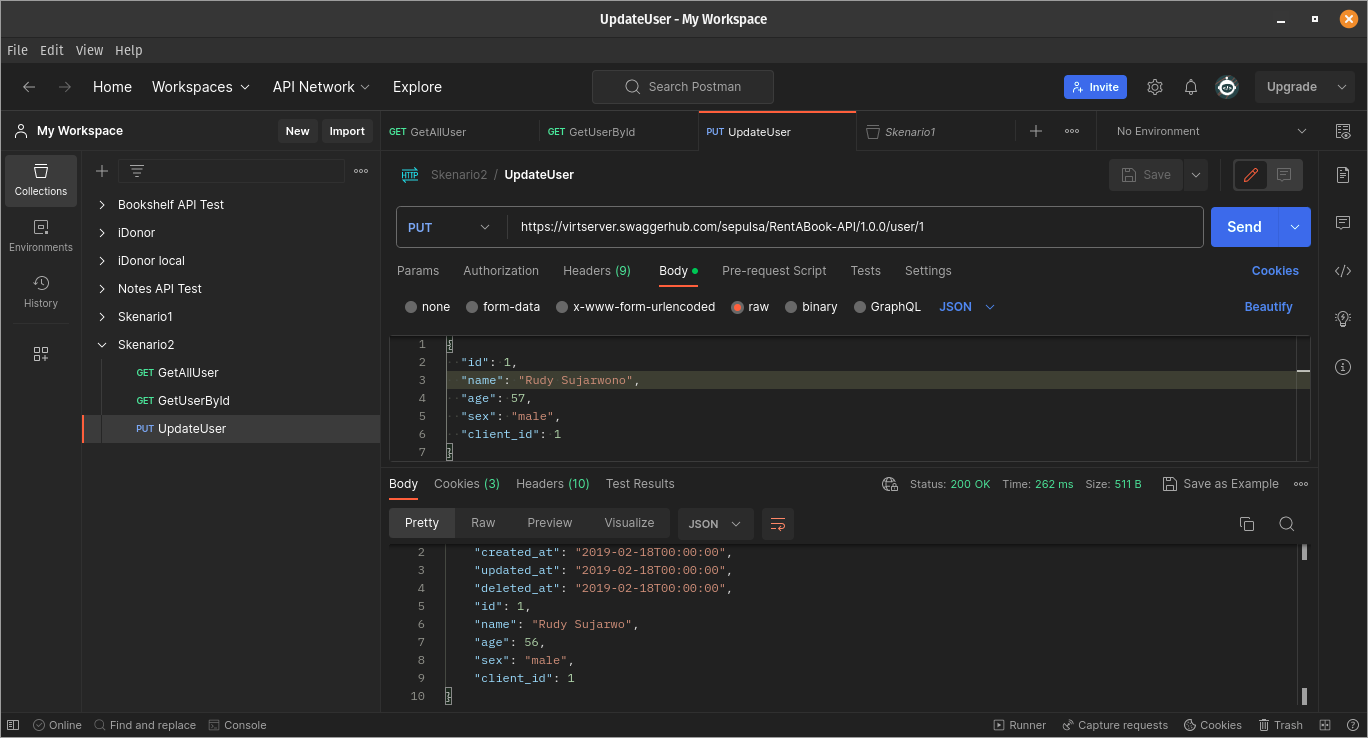 UpdateUser - My Workspace
File Edit View Help
Home Workspaces API Network Explore Search Postman Invite Upgrade
My Workspace New Import GET GetAllUser GET GetUserById PUT UpdateUser Skenario1 No Environment
Collections
Environments
History
Bookshelf API Test
iDonor
iDonor local
Notes API Test
Skenario1
Skenario2
GET GetAllUser
GET GetUserById
PUT UpdateUser
HTTP Skenario2 / UpdateUser Save
PUT https://virtserver.swaggerhub.com/sepulsa/RentABook-API/1.0.0/user/1 Send
Params Authorization Headers (9) Body Pre-request Script Tests Settings Cookies
none form-data x-www-form-urlencoded raw binary GraphQL JSON Beautify
1 {
2 "id": 1,
3 "name": "Rudy Sujarwono",
4 "age": 57,
5 "sex": "male",
6 "client_id": 1
7 }
Body Cookies (3) Headers (10) Test Results Status: 200 OK Time: 262 ms Size: 511 B Save as Example
Pretty Raw Preview Visualize JSON
2 "created_at": "2019-02-18T00:00:00",
3 "updated_at": "2019-02-18T00:00:00",
4 "deleted_at": "2019-02-18T00:00:00",
5 "id": 1,
6 "name": "Rudy Sujarwo",
7 "age": 56,
8 "sex": "male",
9 "client_id": 1
10 }
Online Find and replace Console Runner Capture requests Cookies Trash